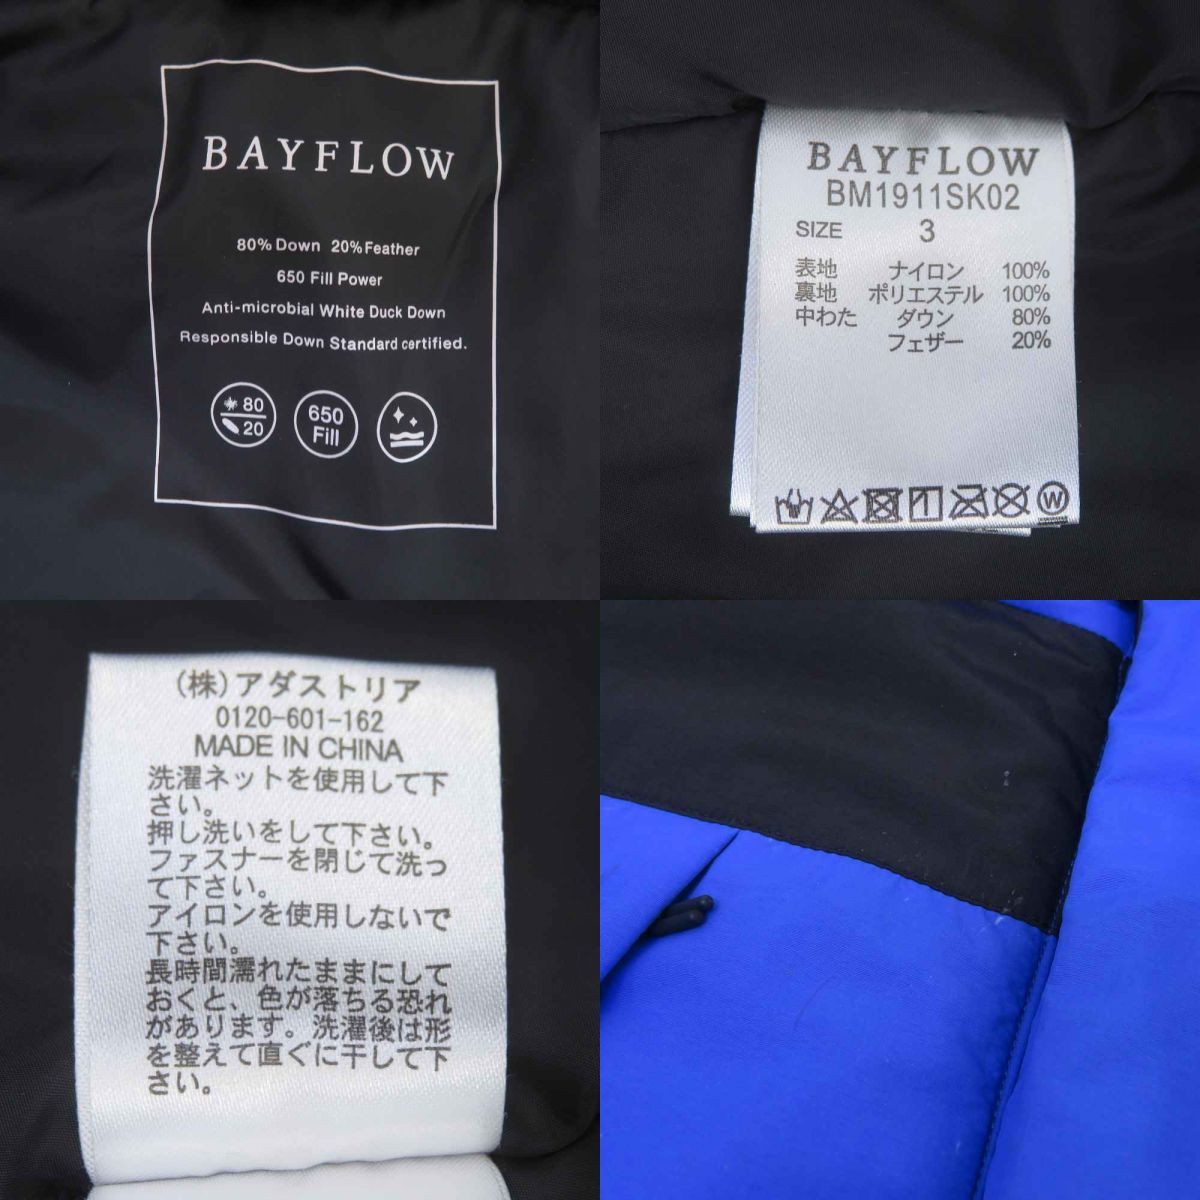 BAYFLOW
80% Down 20% Feather
650 Fill Power
Anti-microbial White Duck Down
Responsible Down Standard certified.
80
20
650
Fill
BAYFLOW
BM1911SK02
SIZE 3
表地 ナイロン 100%
裏地 ポリエステル 100%
中わた ダウン 80%
フェザー 20%
W
(株)アダストリア
0120-601-162
MADE IN CHINA
洗濯ネットを使用して下
さい。
押し洗いをして下さい。
ファスナーを閉じて洗っ
て下さい。
アイロンを使用しないで
下さい。
長時間濡れたままにして
おくと、色が落ちる恐れ
があります。洗濯後は形
を整えて直ぐに干して下
さい。